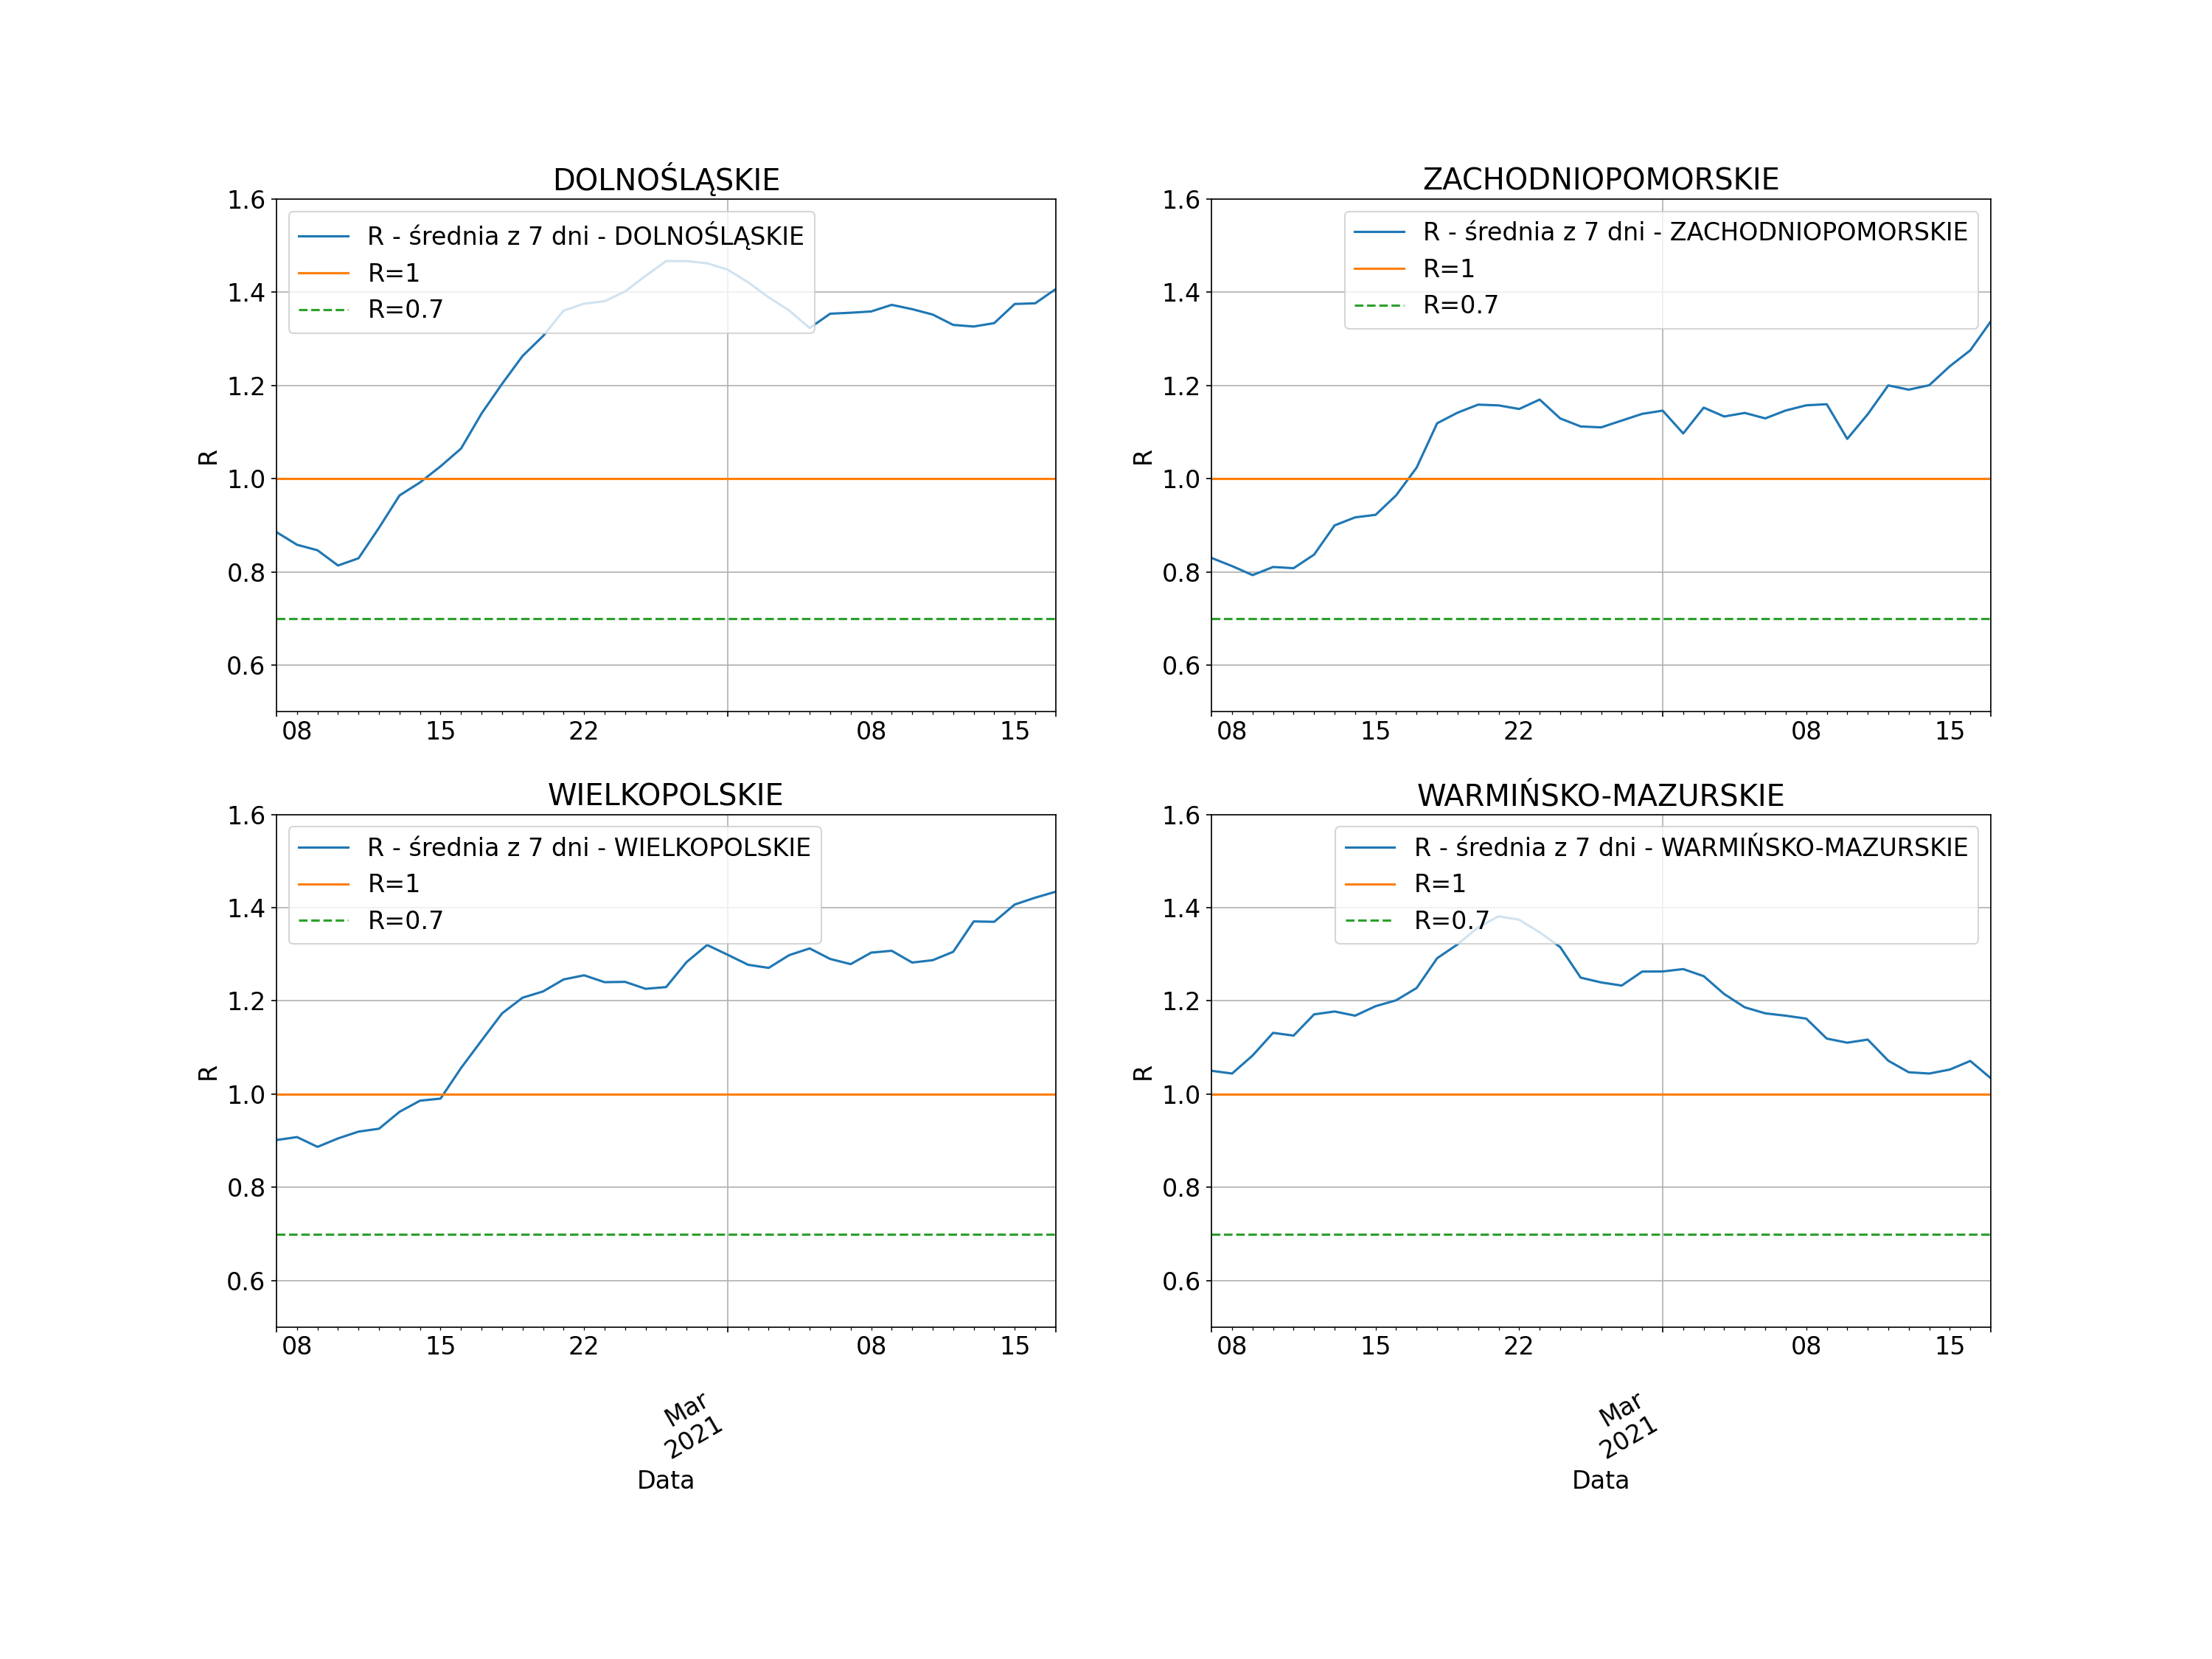 DOLNOŚLĄSKIE
1.6
1.4
1.2
1.0
0.8
0.6
R
R - średnia z 7 dni - DOLNOŚLĄSKIE
R=1
R=0.7
08 15 22 08 15
ZACHODNIOPOMORSKIE
1.6
1.4
1.2
1.0
0.8
0.6
R
R - średnia z 7 dni - ZACHODNIOPOMORSKIE
R=1
R=0.7
08 15 22 08 15
WIELKOPOLSKIE
1.6
1.4
1.2
1.0
0.8
0.6
R
R - średnia z 7 dni - WIELKOPOLSKIE
R=1
R=0.7
08 15 22 08 15
Mar
2021
Data
WARMIŃSKO-MAZURSKIE
1.6
1.4
1.2
1.0
0.8
0.6
R
R - średnia z 7 dni - WARMIŃSKO-MAZURSKIE
R=1
R=0.7
08 15 22 08 15
Mar
2021
Data